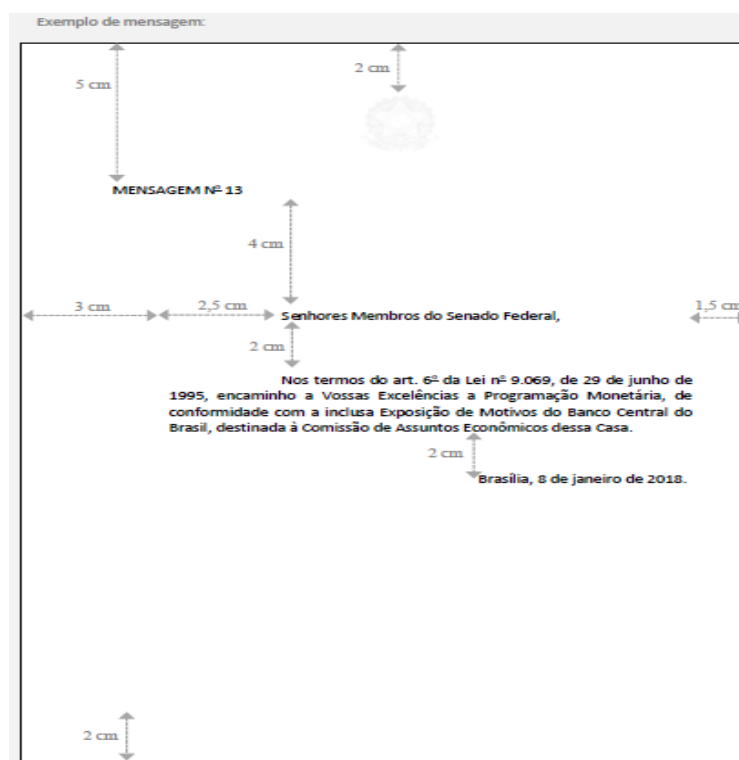 Exemplo de mensagem:
2 cm
5 cm
MENSAGEM Nº 13
4 cm
3 cm 2,5 cm Senhores Membros do Senado Federal, 1,5 cm
2 cm
Nos termos do art. 6º da Lei nº 9.069, de 29 de junho de
1995, encaminho a Vossas Excelências a Programação Monetária, de
conformidade com a inclusa Exposição de Motivos do Banco Central do
Brasil, destinada à Comissão de Assuntos Econômicos dessa Casa.
2 cm
Brasília, 8 de janeiro de 2018.
2 cm